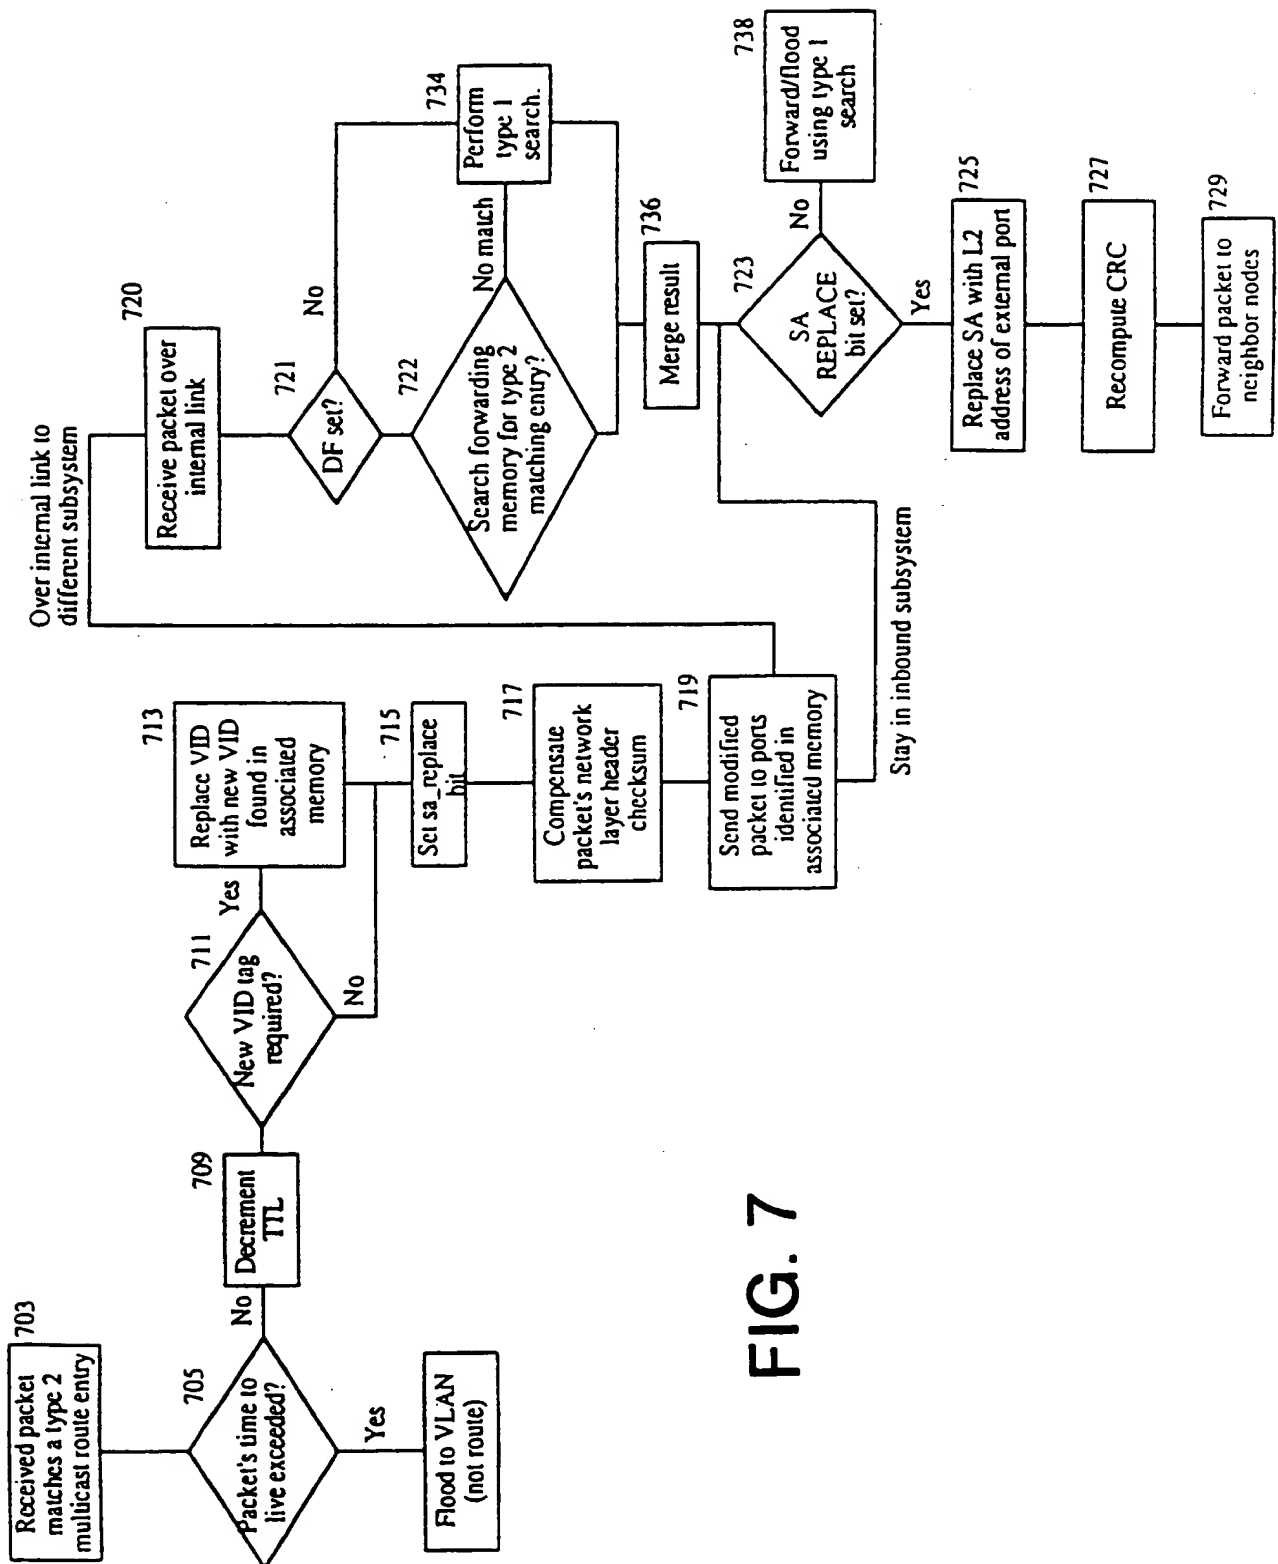 703
Received packet
matches a type 2
multicast route entry
705
Packet's time to
live exceeded?
Yes
Flood to VLAN
(not route)
No
709
Decrement
TTL
711
New VID tag
required?
Yes
No
713
Replace VID
with new VID
found in
associated
memory
715
Set sa_replace
bit
717
Compensate
packet's network
layer header
checksum
719
Send modified
packet to ports
identified in
associated memory
Over internal link to
different subsystem
Stay in inbound subsystem
720
Receive packet over
internal link
721
DF set?
No
722
Search forwarding
memory for type 2
matching entry?
No match
734
Perform
type 1
search.
736
Merge result
723
SA
REPLACE
bit set?
No
738
Forward/flood
using type 1
search
Yes
725
Replace SA with L2
address of external port
727
Recompute CRC
729
Forward packet to
neighbor nodes
FIG. 7